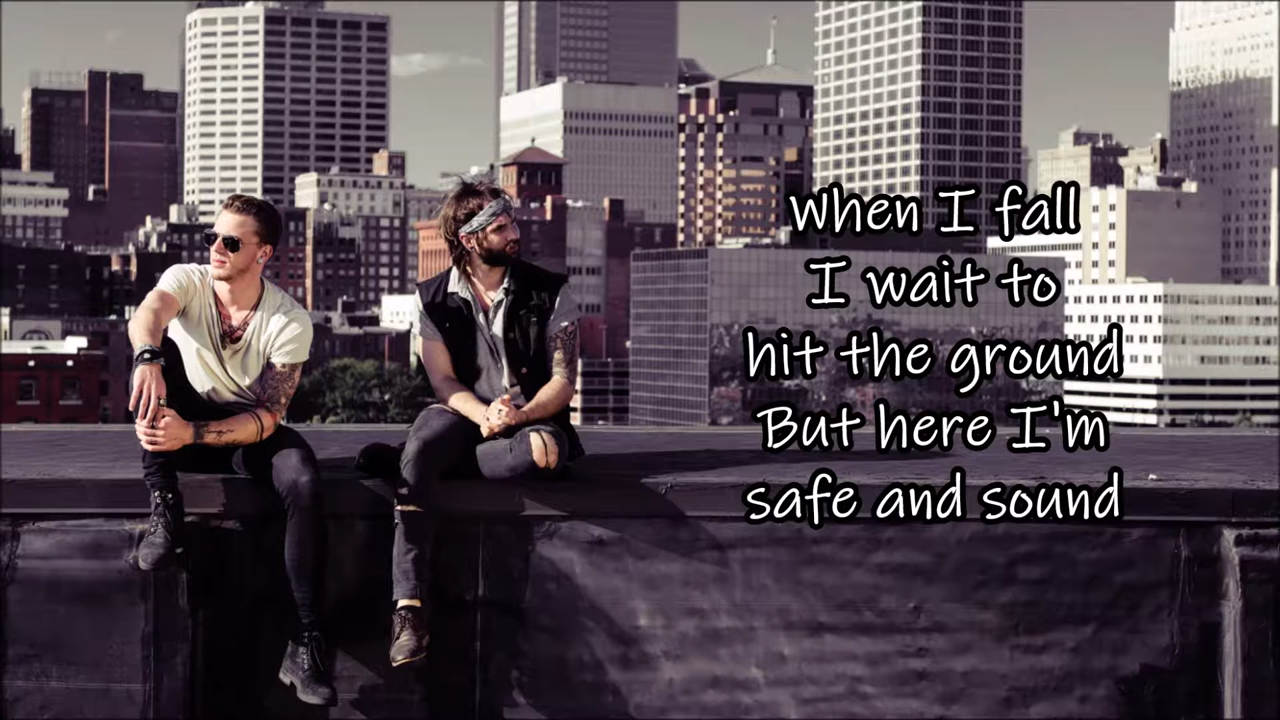 When I fall
I wait to
hit the ground
But here I'm
safe and sound